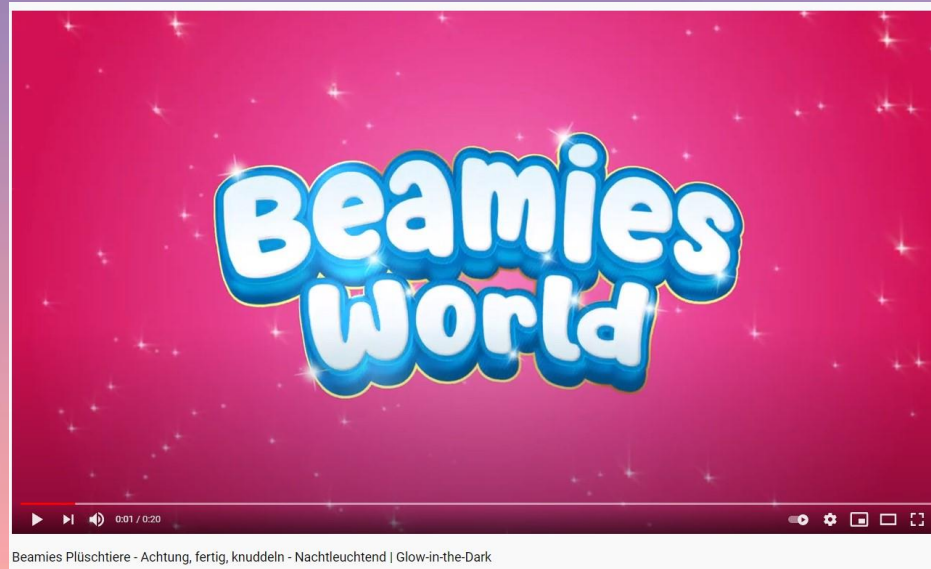 Beamies
World
0:01 / 0:20
Beamies Plüschtiere - Achtung, fertig, knuddeln - Nachtleuchtend | Glow-in-the-Dark